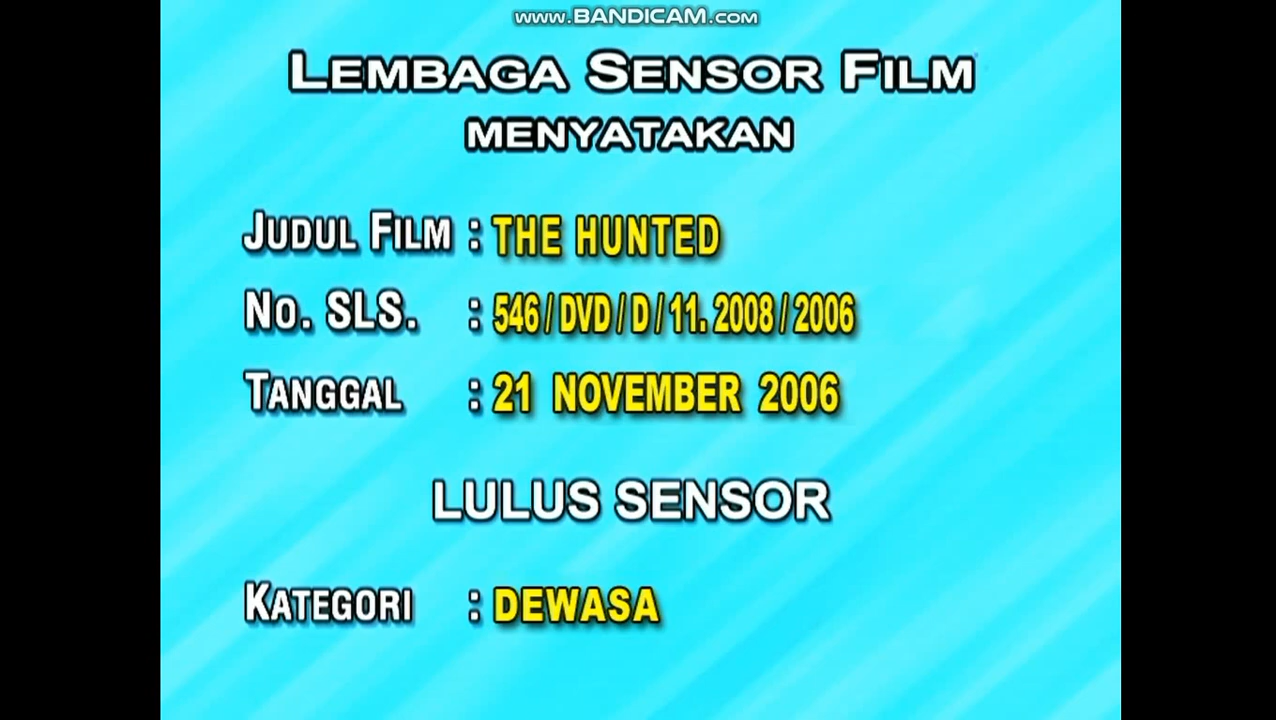 www.BANDICAM.com
LEMBAGA SENSOR FILM
MENYATAKAN
JUDUL FILM : THE HUNTED
NO. SLS. : 546 / DVD / D / 11. 2008 / 2006
TANGGAL : 21 NOVEMBER 2006
LULUS SENSOR
KATEGORI : DEWASA